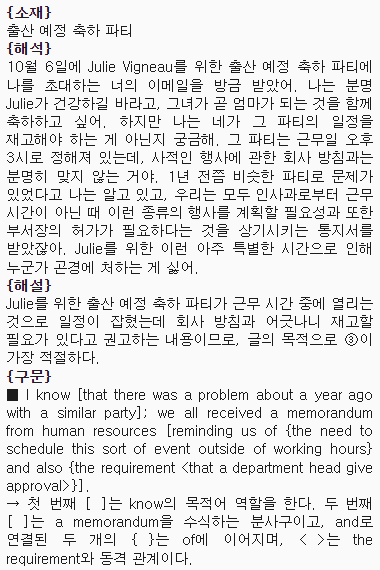 {소재}
출산 예정 축하 파티
{해석}
10월 6일에 Julie Vigneau를 위한 출산 예정 축하 파티에
나를 초대하는 너의 이메일을 방금 받았어. 나는 분명
Julie가 건강하길 바라고, 그녀가 곧 엄마가 되는 것을 함께
축하하고 싶어. 하지만 나는 네가 그 파티의 일정을
재고해야 하는 게 아닌지 궁금해. 그 파티는 근무일 오후
3시로 정해져 있는데, 사적인 행사에 관한 회사 방침과는
분명히 맞지 않는 거야. 1년 전쯤 비슷한 파티로 문제가
있었다고 나는 알고 있고, 우리는 모두 인사과로부터 근무
시간이 아닌 때 이런 종류의 행사를 계획할 필요성과 또한
부서장의 허가가 필요하다는 것을 상기시키는 통지서를
받았잖아. Julie를 위한 이런 아주 특별한 시간으로 인해
누군가 곤경에 처하는 게 싫어.
{해설}
Julie를 위한 출산 예정 축하 파티가 근무 시간 중에 열리는
것으로 일정이 잡혔는데 회사 방침과 어긋나니 재고할
필요가 있다고 권고하는 내용이므로, 글의 목적으로 ③이
가장 적절하다.
{구문}
■ I know [that there was a problem about a year ago
with a similar party]; we all received a memorandum
from human resources [reminding us of {the need to
schedule this sort of event outside of working hours}
and also {the requirement <that a department head give
approval>}].
→ 첫 번째 [ ]는 know의 목적어 역할을 한다. 두 번째
[ ]는 a memorandum을 수식하는 분사구이고, and로
연결된 두 개의 { }는 of에 이어지며, < >는 the
requirement와 동격 관계이다.